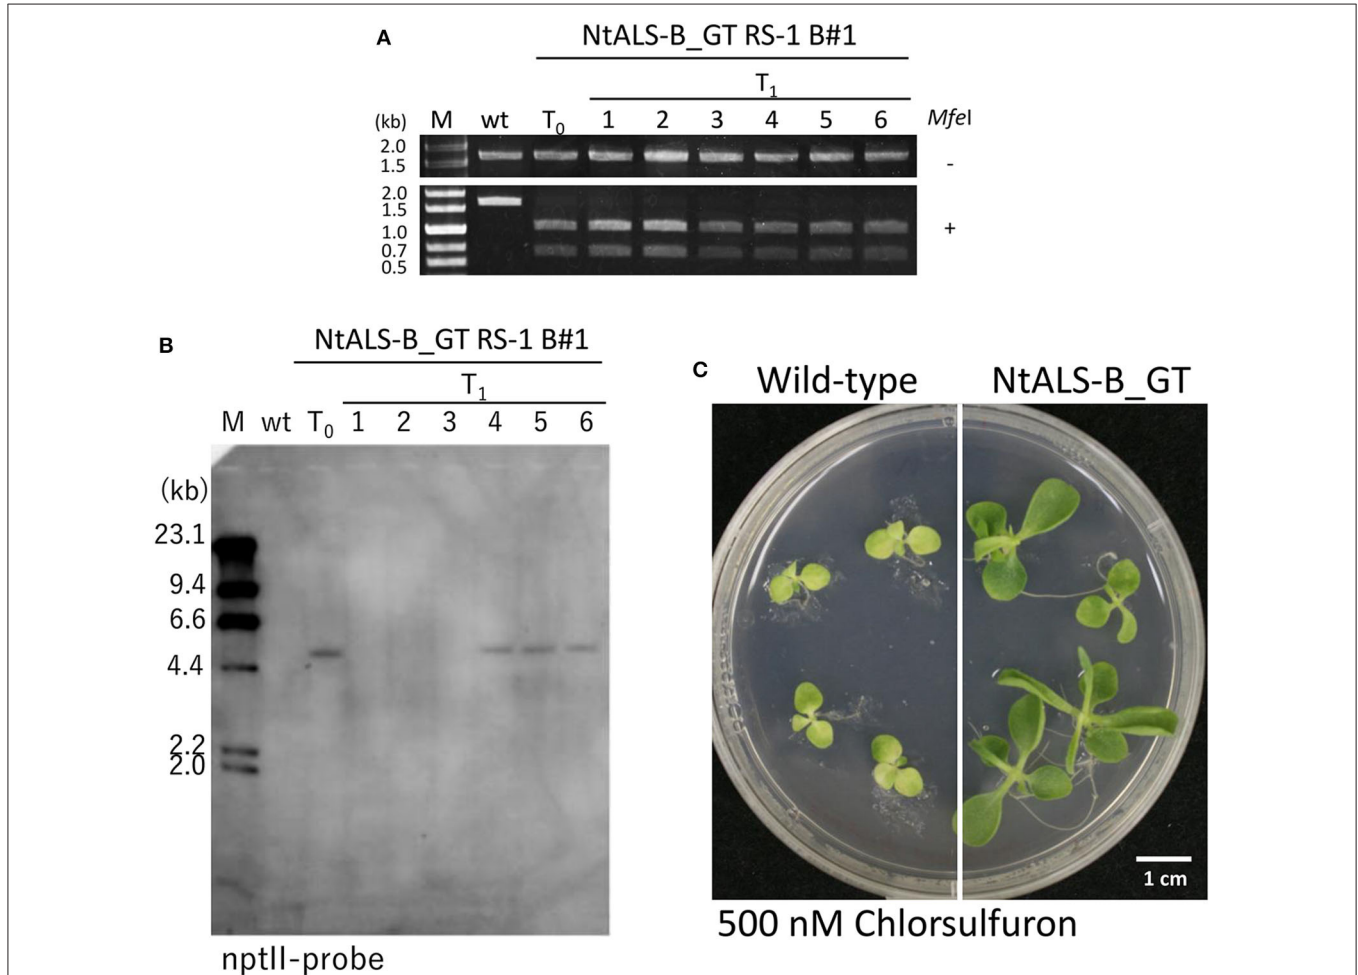 A
NtALS-B_GT RS-1 B#1
T1
(kb) M wt T0 1 2 3 4 5 6 MfeI
2.0
1.5
-
2.0
1.5
1.0
0.7
0.5
+
B
NtALS-B_GT RS-1 B#1
T1
M wt T0 1 2 3 4 5 6
(kb)
23.1
9.4
6.6
4.4
2.2
2.0
nptII-probe
C
Wild-type NtALS-B_GT
1 cm
500 nM Chlorsulfuron